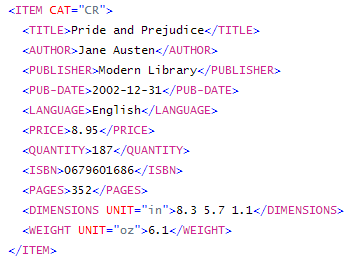 <ITEM CAT="CR">
<TITLE>Pride and Prejudice</TITLE>
<AUTHOR>Jane Austen</AUTHOR>
<PUBLISHER>Modern Library</PUBLISHER>
<PUB-DATE>2002-12-31</PUB-DATE>
<LANGUAGE>English</LANGUAGE>
<PRICE>8.95</PRICE>
<QUANTITY>187</QUANTITY>
<ISBN>0679601686</ISBN>
<PAGES>352</PAGES>
<DIMENSIONS UNIT="in">8.3 5.7 1.1</DIMENSIONS>
<WEIGHT UNIT="oz">6.1</WEIGHT>
</ITEM>